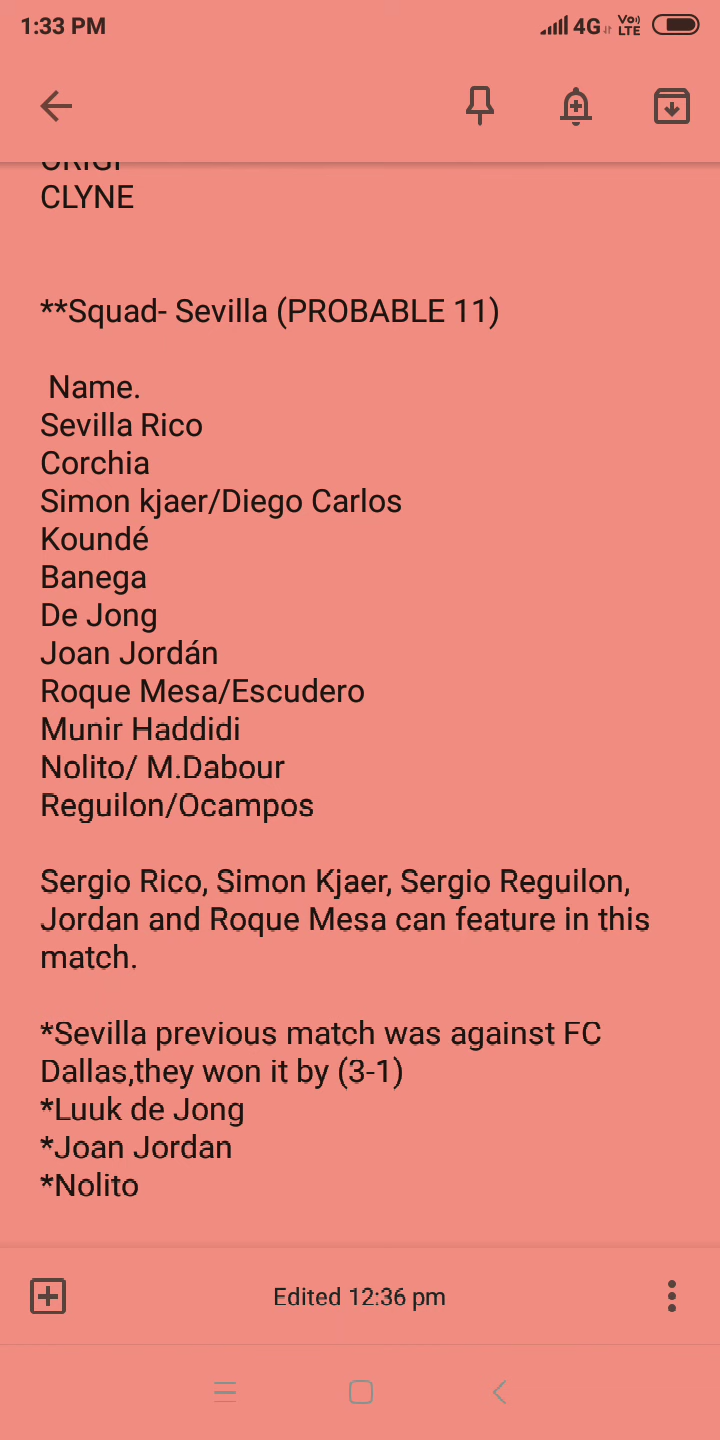 1:33 PM
4G
Vo) LTE
CLYNE
**Squad- Sevilla (PROBABLE 11)
Name.
Sevilla Rico
Corchia
Simon kjaer/Diego Carlos
Koundé
Banega
De Jong
Joan Jordán
Roque Mesa/Escudero
Munir Haddidi
Nolito/ M.Dabour
Reguilon/Ocampos
Sergio Rico, Simon Kjaer, Sergio Reguilon,
Jordan and Roque Mesa can feature in this
match.
*Sevilla previous match was against FC
Dallas,they won it by (3-1)
*Luuk de Jong
*Joan Jordan
*Nolito
Edited 12:36 pm